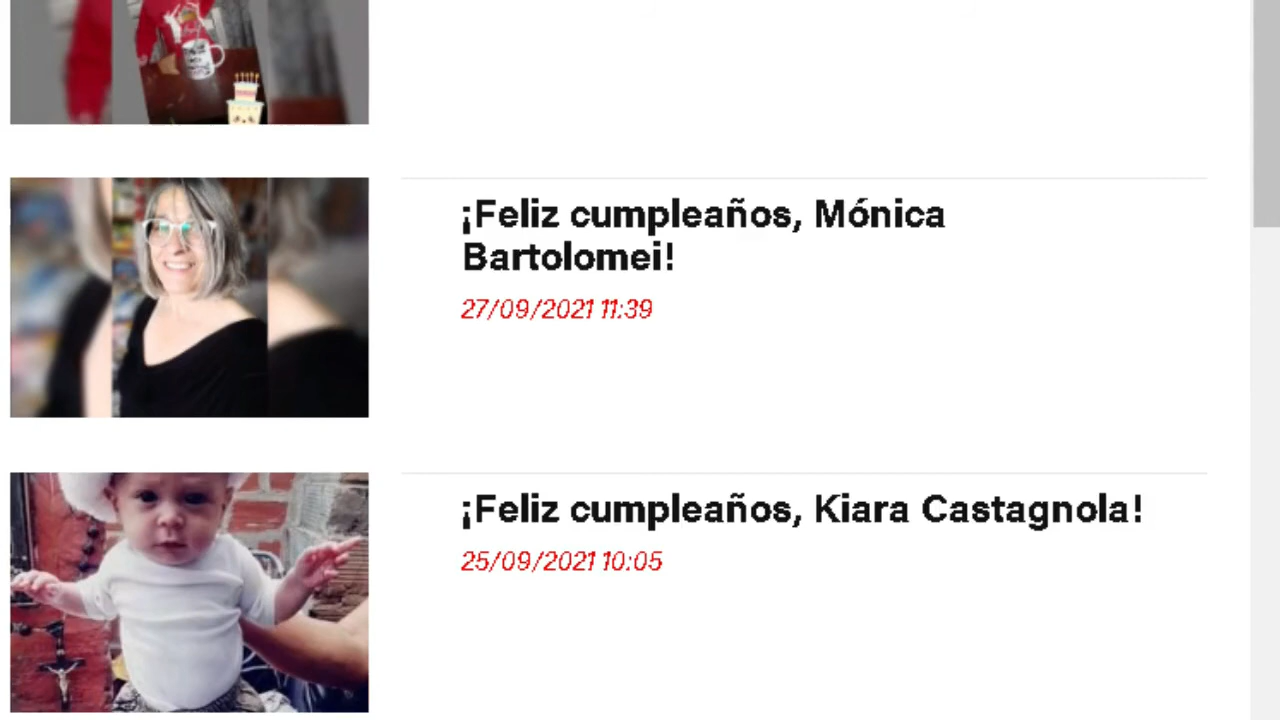 ¡Feliz cumpleaños, Mónica
Bartolomei!
27/09/2021 11:39
¡Feliz cumpleaños, Kiara Castagnola!
25/09/2021 10:05